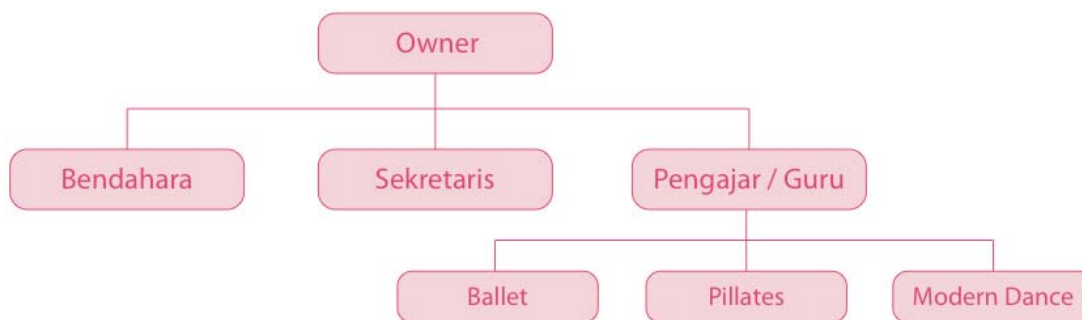 Owner
Bendahara
Sekretaris
Pengajar / Guru
Ballet
Pillates
Modern Dance